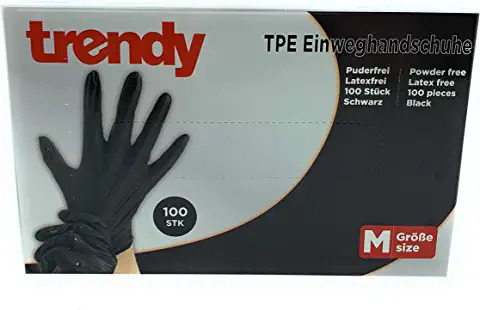 trendy
TPE Einweghandschuhe
Puderfrei
Latexfrei
100 Stück
Schwarz
Powder free
Latex free
100 pieces
Black
100
STK
M
Größe
size